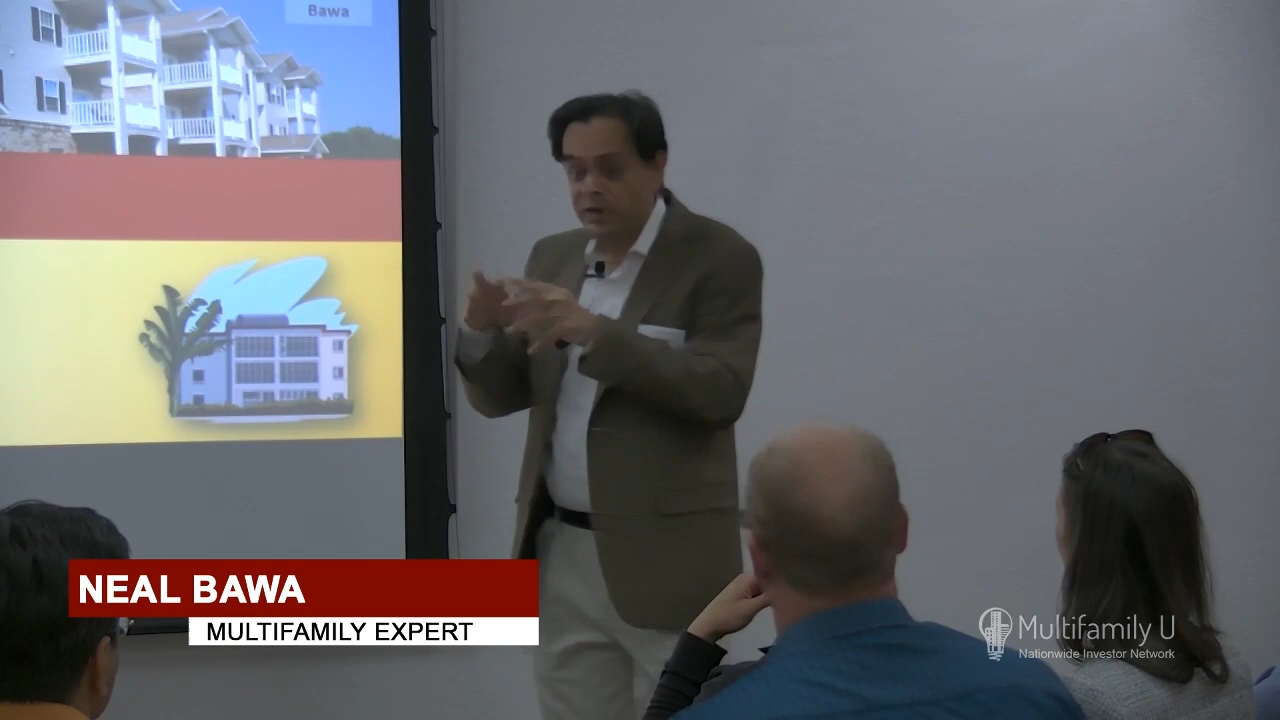 Bawa
NEAL BAWA
MULTIFAMILY EXPERT
Multifamily U
Nationwide Investor Network